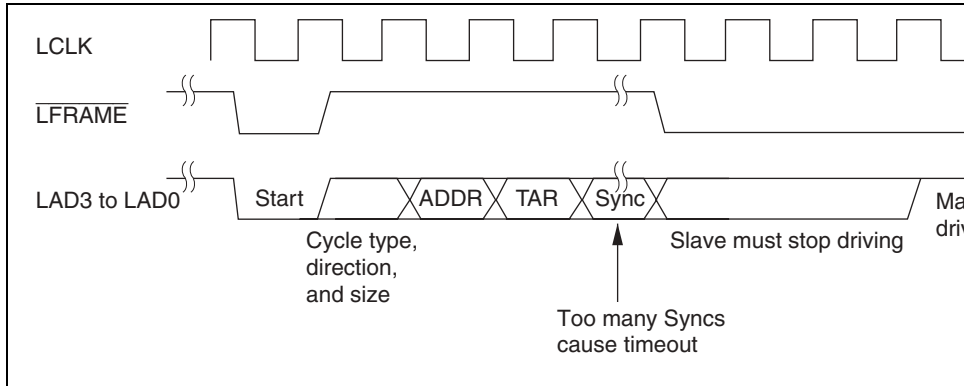 LCLK
LFRAME
LAD3 to LAD0
Start
ADDR
TAR
Sync
Cycle type,
direction,
and size
Slave must stop driving
Too many Syncs
cause timeout